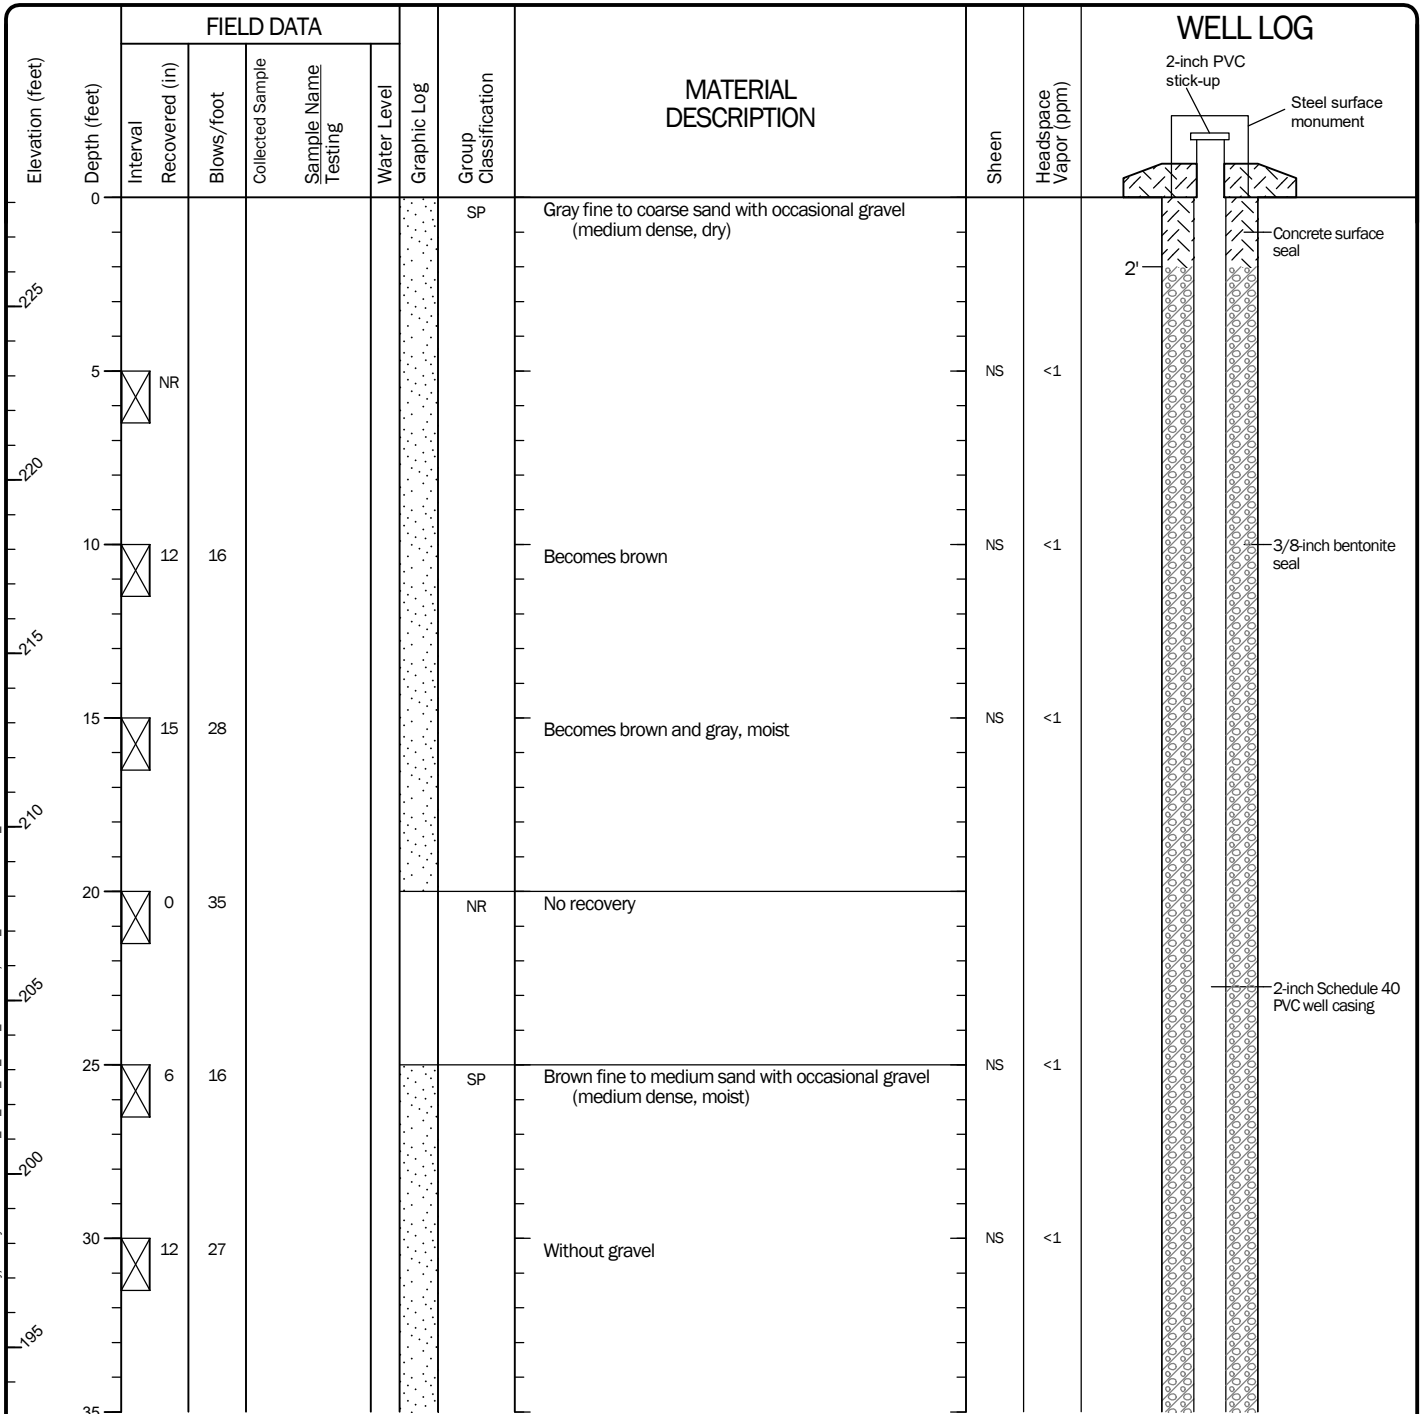 FIELD DATA
WELL LOG
Elevation (feet)
Depth (feet)
Interval
Recovered (in)
Blows/foot
Collected Sample
Sample Name
Testing
Water Level
Graphic Log
Group
Classification
MATERIAL
DESCRIPTION
Sheen
Headspace
Vapor (ppm)
2-inch PVC
stick-up
Steel surface
monument
0
SP
Gray fine to coarse sand with occasional gravel
(medium dense, dry)
Concrete surface
seal
2'
225
5
NR
NS
<1
220
10
12
16
Becomes brown
NS
<1
3/8-inch bentonite
seal
215
15
15
28
Becomes brown and gray, moist
NS
<1
210
20
0
35
NR
No recovery
205
2-inch Schedule 40
PVC well casing
25
6
16
SP
Brown fine to medium sand with occasional gravel
(medium dense, moist)
NS
<1
200
30
12
27
Without gravel
NS
<1
195
35